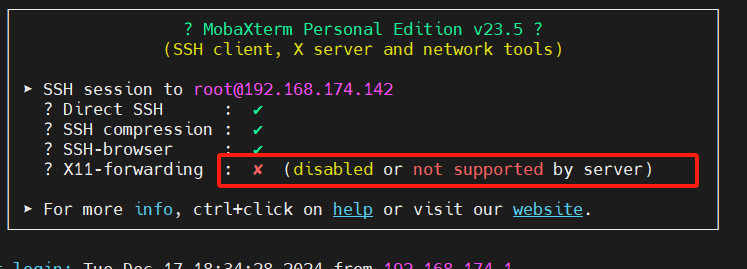 ? MobaXterm Personal Edition v23.5 ?
(SSH client, X server and network tools)
➤ SSH session to root@192.168.174.142
? Direct SSH : ✔
? SSH compression : ✔
? SSH-browser : ✔
? X11-forwarding : ✘ (disabled or not supported by server)
➤ For more info, ctrl+click on help or visit our website.
login: Tue Dec 17 18:34:28 2024 from 192.168.174.1